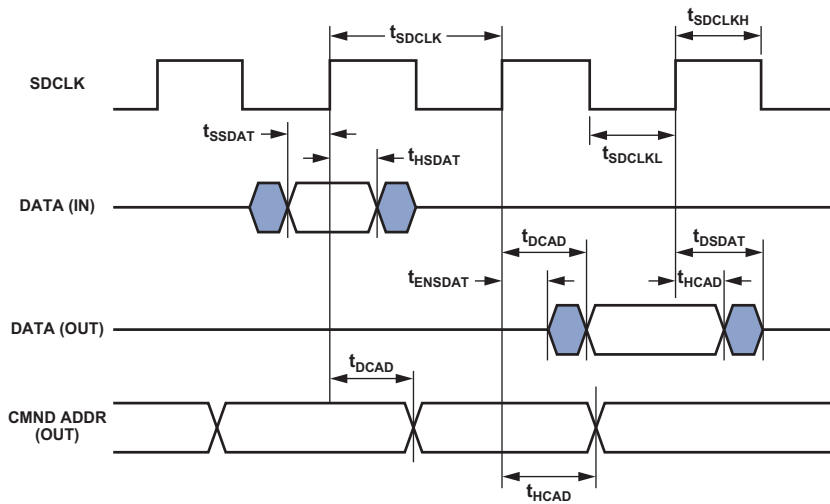 tSDCLK
tSDCLKH
SDCLK
tSSDAT
tHSDAT
tSDCLKL
DATA (IN)
tDCAD
tDSDAT
tENSDAT
tHCAD
DATA (OUT)
tDCAD
CMND ADDR
(OUT)
tHCAD